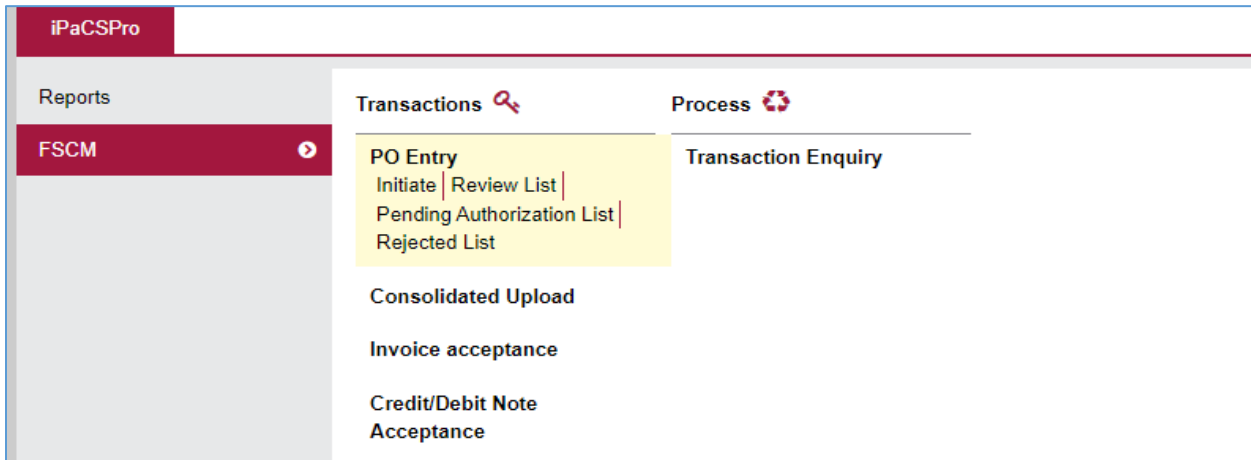 iPaCSPro
Reports
FSCM
Transactions
PO Entry
Initiate | Review List |
Pending Authorization List |
Rejected List
Consolidated Upload
Invoice acceptance
Credit/Debit Note
Acceptance
Process
Transaction Enquiry